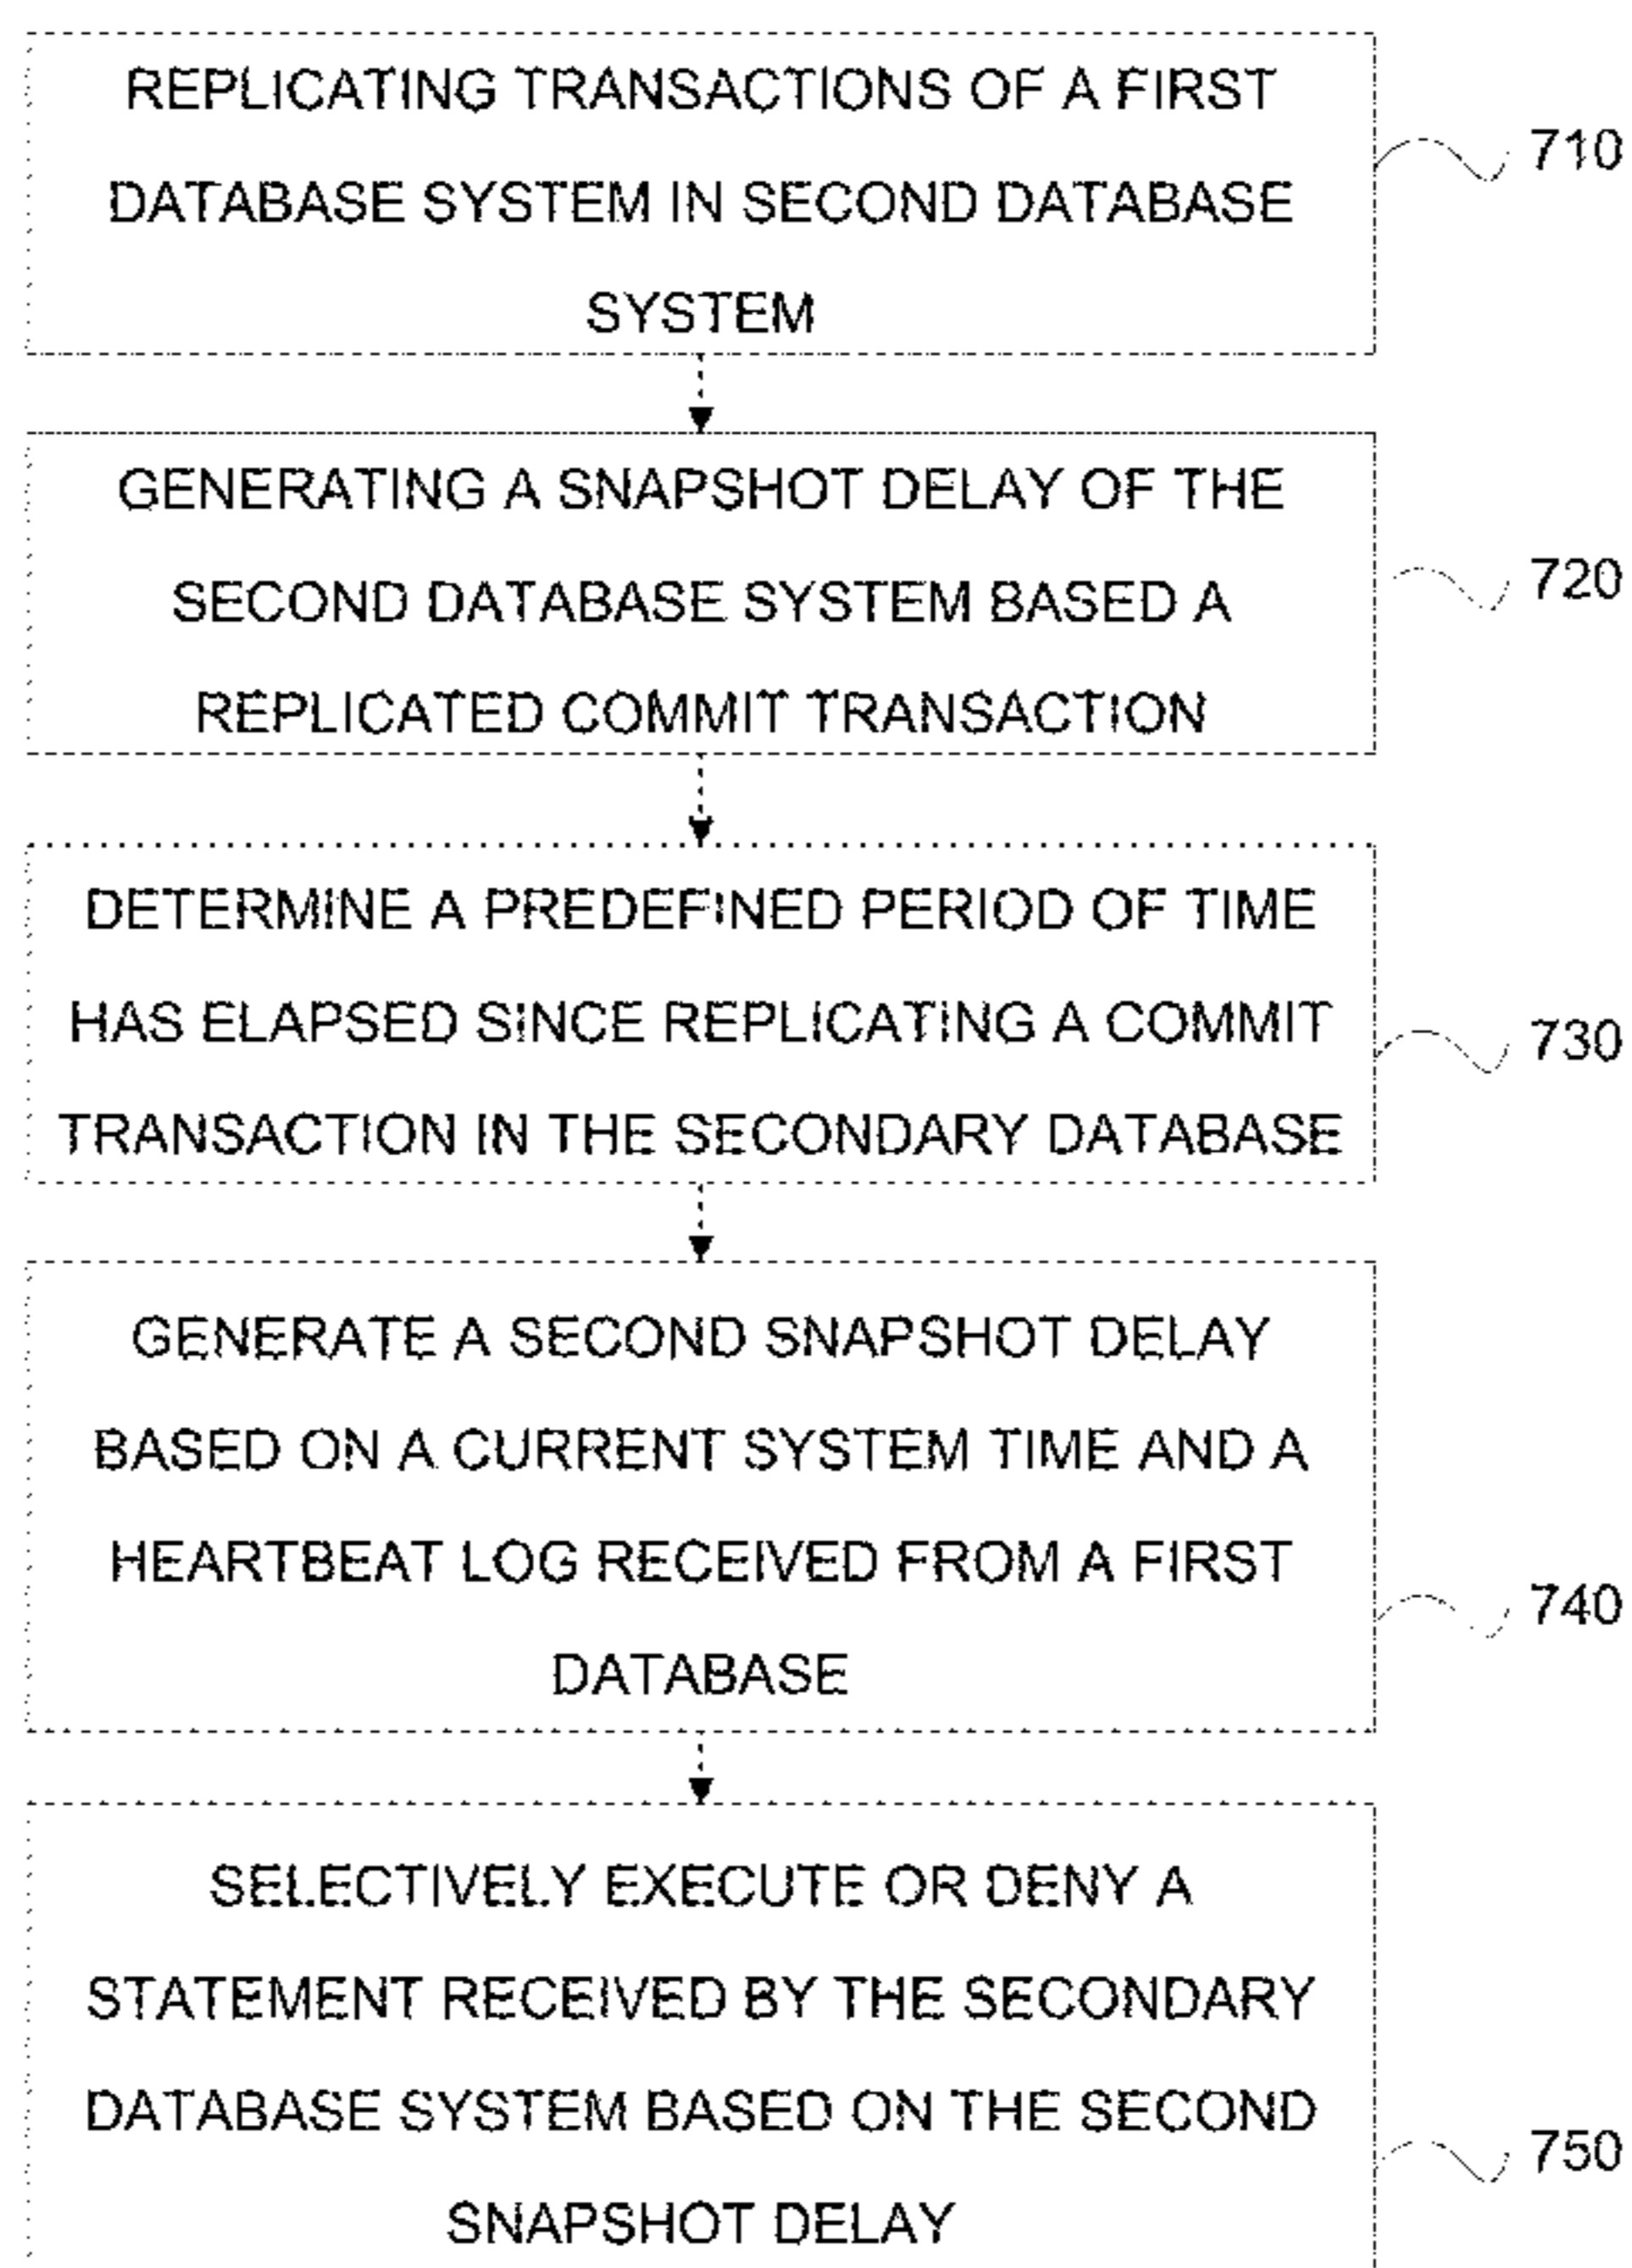 REPLICATING TRANSACTIONS OF A FIRST
DATABASE SYSTEM IN SECOND DATABASE
SYSTEM
710
GENERATING A SNAPSHOT DELAY OF THE
SECOND DATABASE SYSTEM BASED A
REPLICATED COMMIT TRANSACTION
720
DETERMINE A PREDEFINED PERIOD OF TIME
HAS ELAPSED SINCE REPLICATING A COMMIT
TRANSACTION IN THE SECONDARY DATABASE
730
GENERATE A SECOND SNAPSHOT DELAY
BASED ON A CURRENT SYSTEM TIME AND A
HEARTBEAT LOG RECEIVED FROM A FIRST
DATABASE
740
SELECTIVELY EXECUTE OR DENY A
STATEMENT RECEIVED BY THE SECONDARY
DATABASE SYSTEM BASED ON THE SECOND
SNAPSHOT DELAY
750